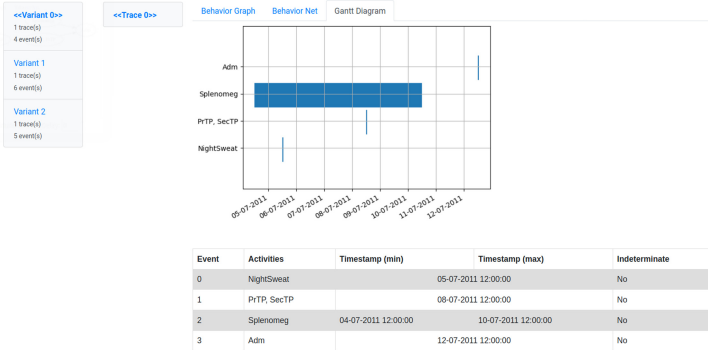 <<Variant 0>>
1 trace(s)
4 event(s)
Variant 1
1 trace(s)
6 event(s)
Variant 2
1 trace(s)
5 event(s)
<<Trace 0>>
Behavior Graph Behavior Net Gantt Diagram
Adm
Splenomeg
PrTP, SecTP
NightSweat
05-07-2011 06-07-2011 07-07-2011 08-07-2011 09-07-2011 10-07-2011 11-07-2011 12-07-2011
Event Activities Timestamp (min) Timestamp (max) Indeterminate
0 NightSweat 05-07-2011 12:00:00 No
1 PrTP, SecTP 08-07-2011 12:00:00 No
2 Splenomeg 04-07-2011 12:00:00 10-07-2011 12:00:00 No
3 Adm 12-07-2011 12:00:00 No